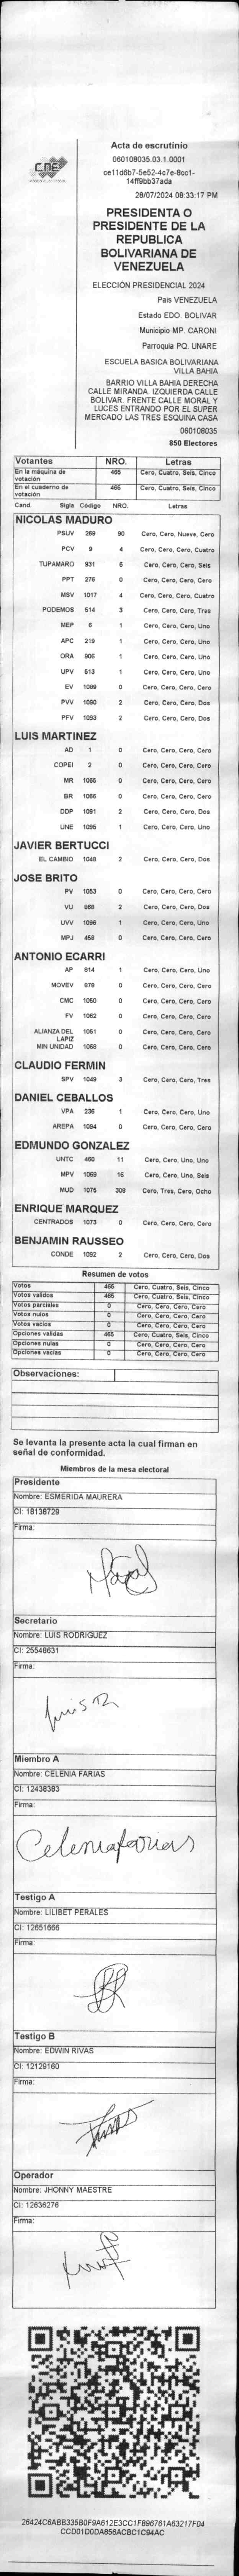 CNE
Acta de escrutinio
060108035.03.1.0001
ce11d6b7-5e52-4c7e-8cc1-
14ff9bb37ada
28/07/2024 08:33:17 PM
PRESIDENTA O
PRESIDENTE DE LA
REPUBLICA
BOLIVARIANA DE
VENEZUELA
ELECCIÓN PRESIDENCIAL 2024
Pais VENEZUELA
Estado EDO. BOLIVAR
Municipio MP. CARONI
Parroquia PQ. UNARE
ESCUELA BASICA BOLIVARIANA
VILLA BAHIA
BARRIO VILLA BAHIA DERECHA
CALLE MIRANDA. IZQUIERDA CALLE
BOLIVAR. FRENTE CALLE MORAL Y
LUCES ENTRANDO POR EL SUPER
MERCADO LAS TRES ESQUINA CASA
060108035
850 Electores
Votantes NRO. Letras
En la máquina de votación 465 Cero, Cuatro, Seis, Cinco
En el cuaderno de votación 465 Cero, Cuatro, Seis, Cinco
Cand. Sigla Código NRO. Letras
NICOLAS MADURO
PSUV 269 90 Cero, Cero, Nueve, Cero
PCV 9 4 Cero, Cero, Cero, Cuatro
TUPAMARO 931 6 Cero, Cero, Cero, Seis
PPT 276 0 Cero, Cero, Cero, Cero
MSV 1017 4 Cero, Cero, Cero, Cuatro
PODEMOS 514 3 Cero, Cero, Cero, Tres
MEP 6 1 Cero, Cero, Cero, Uno
APC 219 1 Cero, Cero, Cero, Uno
ORA 906 1 Cero, Cero, Cero, Uno
UPV 513 1 Cero, Cero, Cero, Uno
EV 1089 0 Cero, Cero, Cero, Cero
PVV 1090 2 Cero, Cero, Cero, Dos
PFV 1093 2 Cero, Cero, Cero, Dos
LUIS MARTINEZ
AD 1 0 Cero, Cero, Cero, Cero
COPEI 2 0 Cero, Cero, Cero, Cero
MR 1065 0 Cero, Cero, Cero, Cero
BR 1066 0 Cero, Cero, Cero, Cero
DDP 1091 2 Cero, Cero, Cero, Dos
UNE 1095 1 Cero, Cero, Cero, Uno
JAVIER BERTUCCI
EL CAMBIO 1048 2 Cero, Cero, Cero, Dos
JOSE BRITO
PV 1053 0 Cero, Cero, Cero, Cero
VU 868 2 Cero, Cero, Cero, Dos
UVV 1096 1 Cero, Cero, Cero, Uno
MPJ 458 0 Cero, Cero, Cero, Cero
ANTONIO ECARRI
AP 814 1 Cero, Cero, Cero, Uno
MOVEV 878 0 Cero, Cero, Cero, Cero
CMC 1050 0 Cero, Cero, Cero, Cero
FV 1062 0 Cero, Cero, Cero, Cero
ALIANZA DEL LAPIZ 1051 0 Cero, Cero, Cero, Cero
MIN UNIDAD 1068 0 Cero, Cero, Cero, Cero
CLAUDIO FERMIN
SPV 1049 3 Cero, Cero, Cero, Tres
DANIEL CEBALLOS
VPA 236 1 Cero, Cero, Cero, Uno
AREPA 1094 0 Cero, Cero, Cero, Cero
EDMUNDO GONZALEZ
UNTC 460 11 Cero, Cero, Uno, Uno
MPV 1069 16 Cero, Cero, Uno, Seis
MUD 1075 308 Cero, Tres, Cero, Ocho
ENRIQUE MARQUEZ
CENTRADOS 1073 0 Cero, Cero, Cero, Cero
BENJAMIN RAUSSEO
CONDE 1092 2 Cero, Cero, Cero, Dos
Resumen de votos
Votos 465 Cero, Cuatro, Seis, Cinco
Votos validos 465 Cero, Cuatro, Seis, Cinco
Votos parciales 0 Cero, Cero, Cero, Cero
Votos nulos 0 Cero, Cero, Cero, Cero
Votos vacios 0 Cero, Cero, Cero, Cero
Opciones validas 465 Cero, Cuatro, Seis, Cinco
Opciones nulas 0 Cero, Cero, Cero, Cero
Opciones vacias 0 Cero, Cero, Cero, Cero
Observaciones:
Se levanta la presente acta la cual firman en
señal de conformidad.
Miembros de la mesa electoral
Presidente
Nombre: ESMERIDA MAURERA
CI: 18138729
Firma:
Secretario
Nombre: LUIS RODRIGUEZ
CI: 25548631
Firma:
Luis R
Miembro A
Nombre: CELENIA FARIAS
CI: 12438383
Firma:
Celeniafarias
Testigo A
Nombre: LILIBET PERALES
CI: 12651666
Firma:
Testigo B
Nombre: EDWIN RIVAS
CI: 12129160
Firma:
Operador
Nombre: JHONNY MAESTRE
CI: 12636276
Firma:
26424C6ABB335B0F9A612E3CC1FB96761A63217F04
CCD01D0DA856ACBC1C94AC